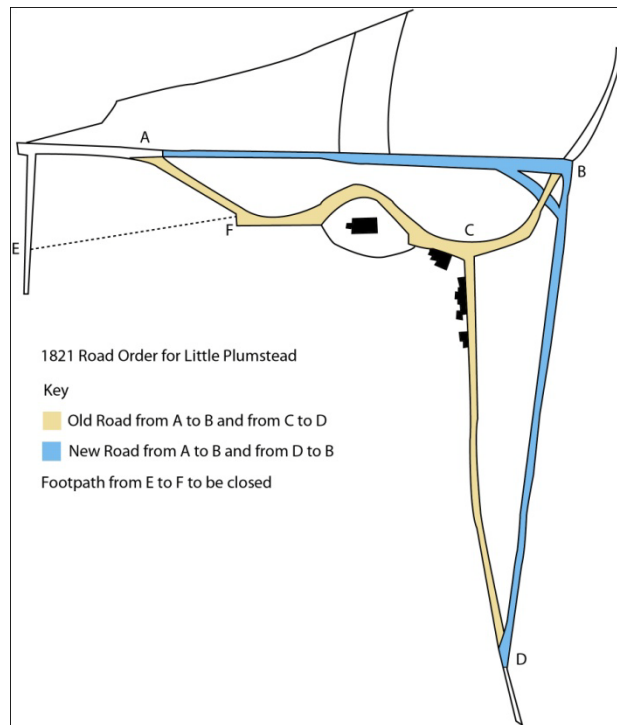 A
B
C
E
F
1821 Road Order for Little Plumstead
Key
Old Road from A to B and from C to D
New Road from A to B and from D to B
Footpath from E to F to be closed
D